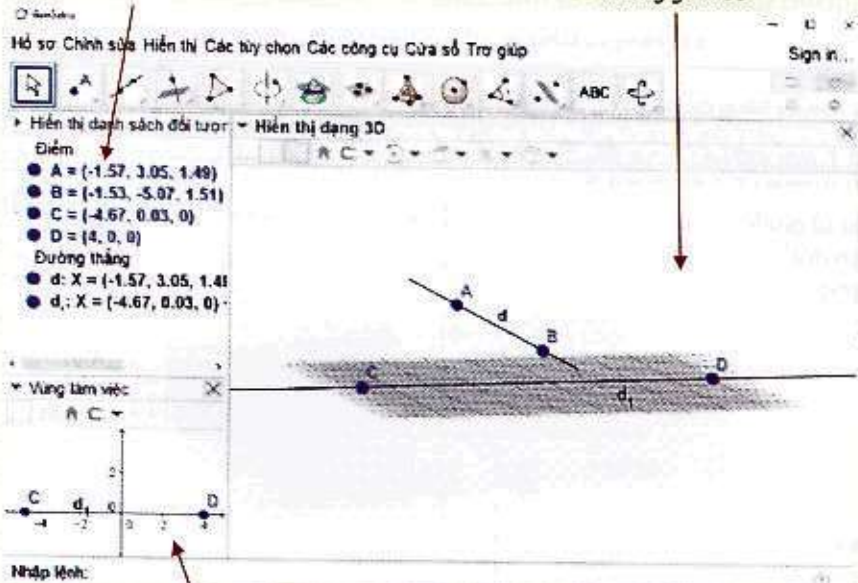 GeoGebra
Hồ sơ Chỉnh sửa Hiển thị Các tùy chọn Các công cụ Cửa sổ Trợ giúp
Sign in...
A
ABC
Hiển thị danh sách đối tượn
Hiển thị dạng 3D
Điểm
A = (-1.57, 3.05, 1.49)
B = (-1.53, -5.07, 1.51)
C = (-4.67, 0.03, 0)
D = (4, 0, 0)
Đường thẳng
d: X = (-1.57, 3.05, 1.4
d₁: X = (-4.67, 0.03, 0)
A
d
B
C
D
d₁
Vùng làm việc
2
C
d₁
0
D
-4
-2
0
2
4
Nhập lệnh: